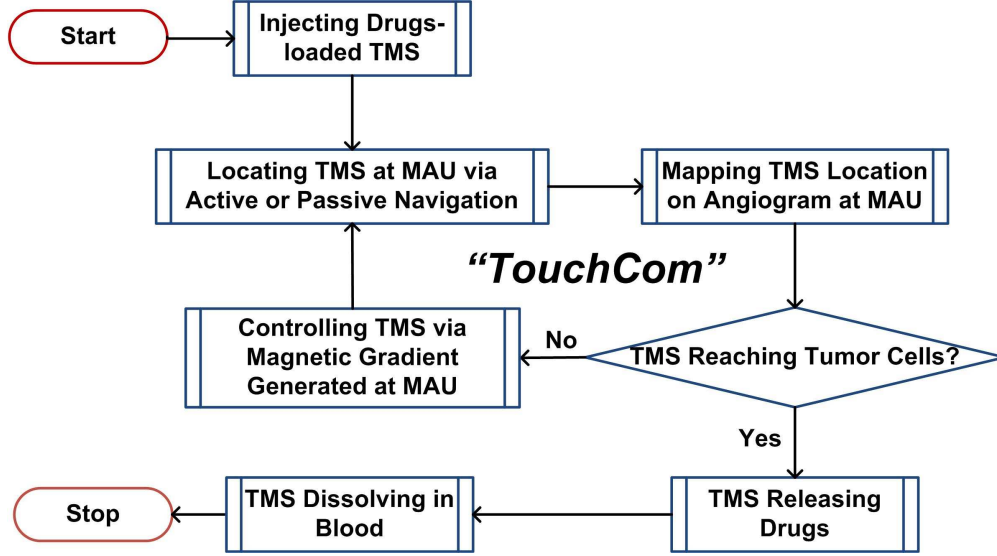 Start
Injecting Drugs-
loaded TMS
Locating TMS at MAU via
Active or Passive Navigation
Mapping TMS Location
on Angiogram at MAU
“TouchCom”
Controlling TMS via
Magnetic Gradient
Generated at MAU
No
TMS Reaching Tumor Cells?
Yes
Stop
TMS Dissolving in
Blood
TMS Releasing
Drugs